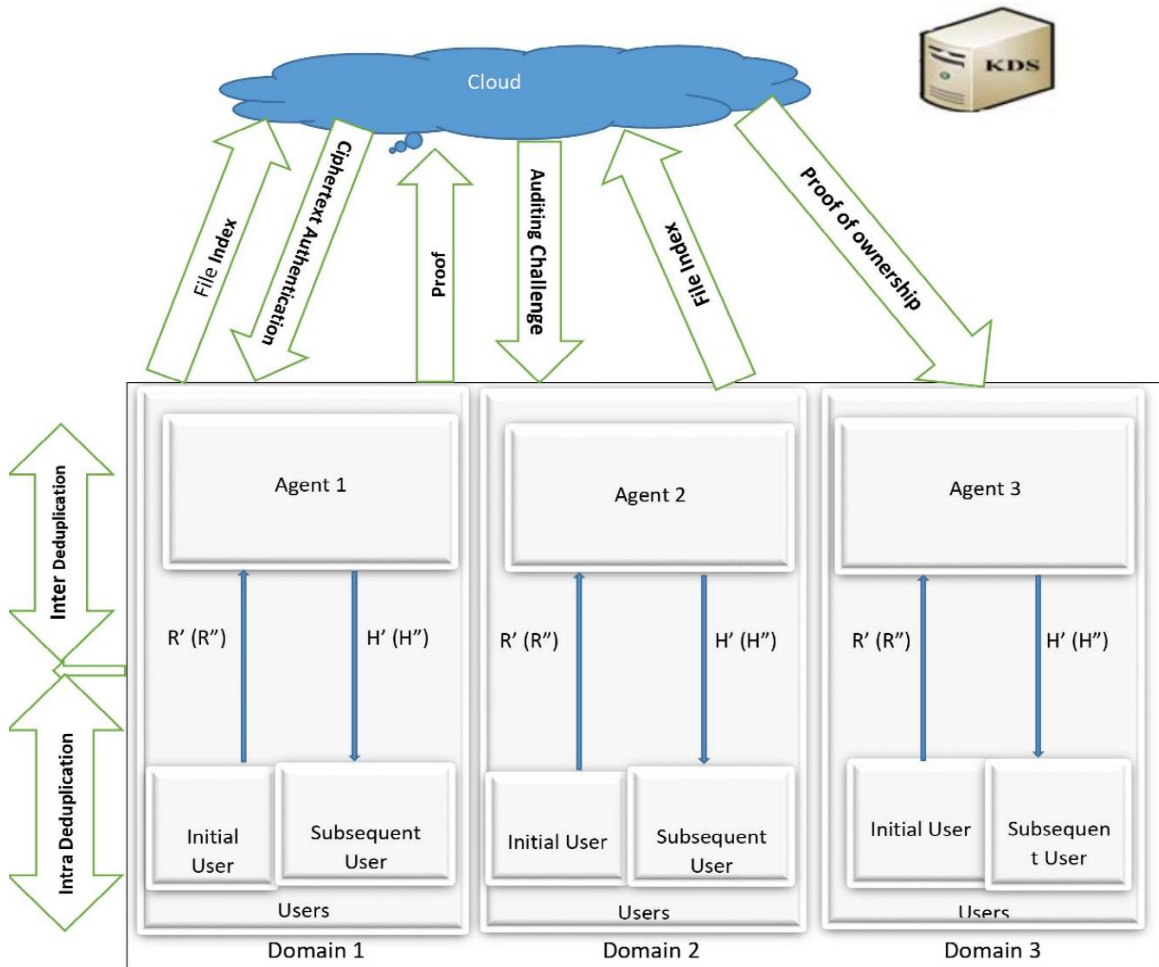 Cloud
KDS
File Index
Ciphertext Authentication
Proof
Auditing Challenge
File Index
Proof of ownership
Inter Deduplication
Intra Deduplication
Agent 1
Agent 2
Agent 3
R’ (R”)
H’ (H”)
R’ (R”)
H’ (H”)
R’ (R”)
H’ (H”)
Initial
User
Subsequent
User
Initial User
Subsequent
User
Initial User
Subsequen
t User
Users
Users
Users
Domain 1
Domain 2
Domain 3